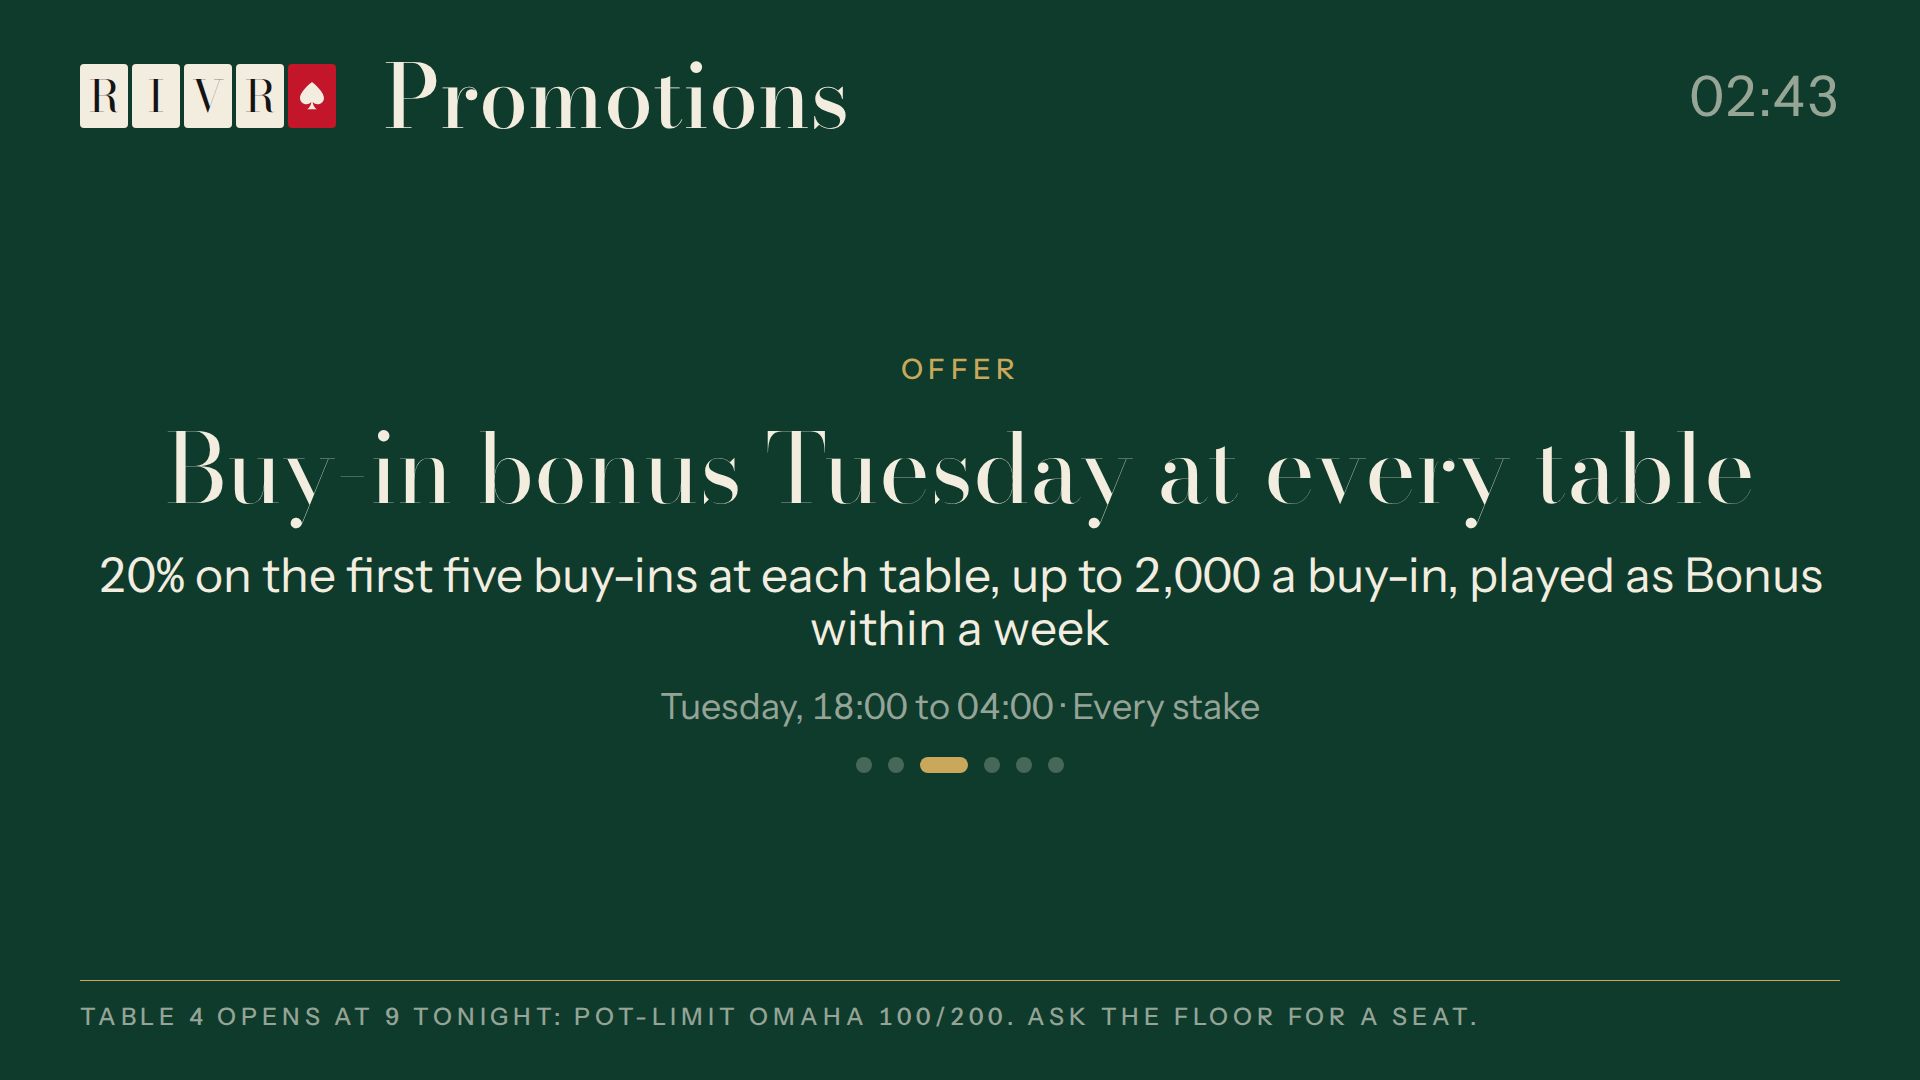 RIVR
Promotions
02:43
OFFER
Buy-in bonus Tuesday at every table
20% on the first five buy-ins at each table, up to 2,000 a buy-in, played as Bonus
within a week
Tuesday, 18:00 to 04:00 · Every stake
TABLE 4 OPENS AT 9 TONIGHT: POT-LIMIT OMAHA 100/200. ASK THE FLOOR FOR A SEAT.